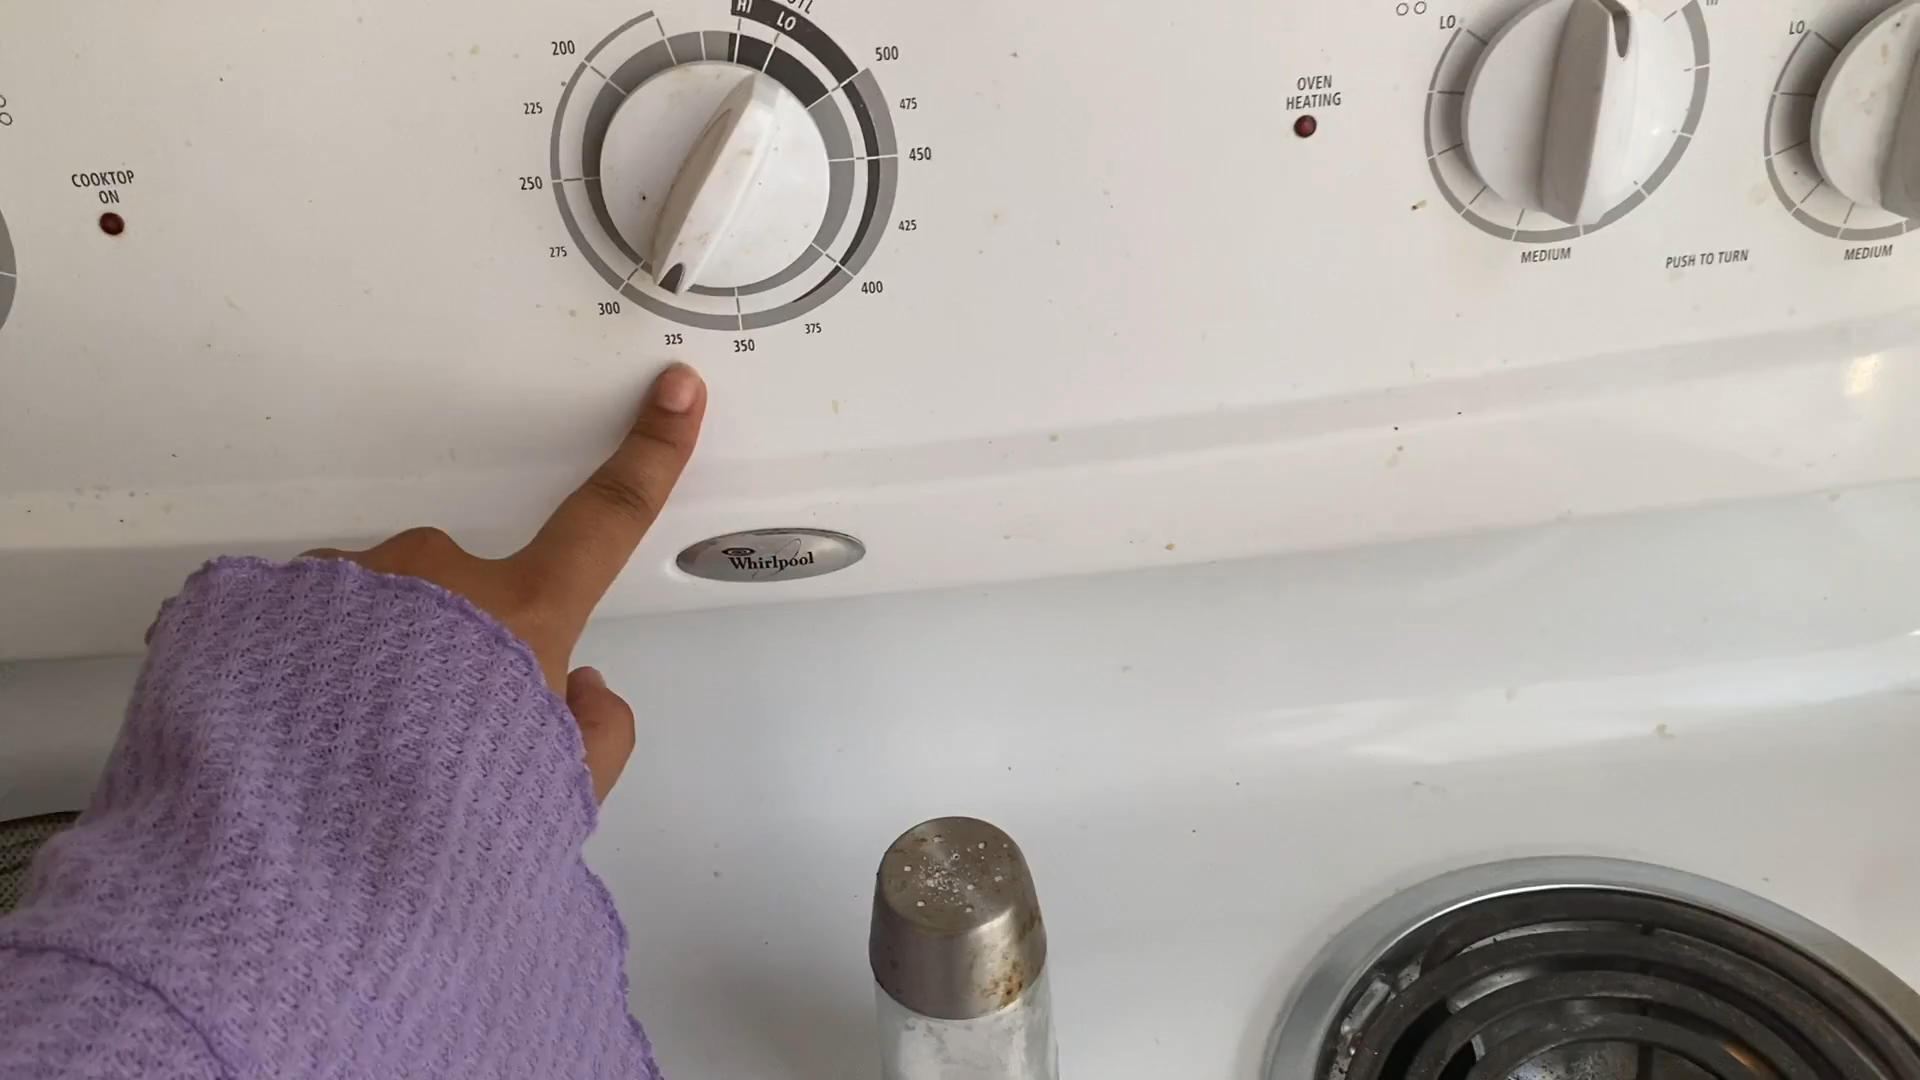 HI
LO
200
500
225
475
250
450
275
425
300
400
325
350
375
COOKTOP
ON
OVEN
HEATING
LO
MEDIUM
PUSH TO TURN
LO
MEDIUM
Whirlpool